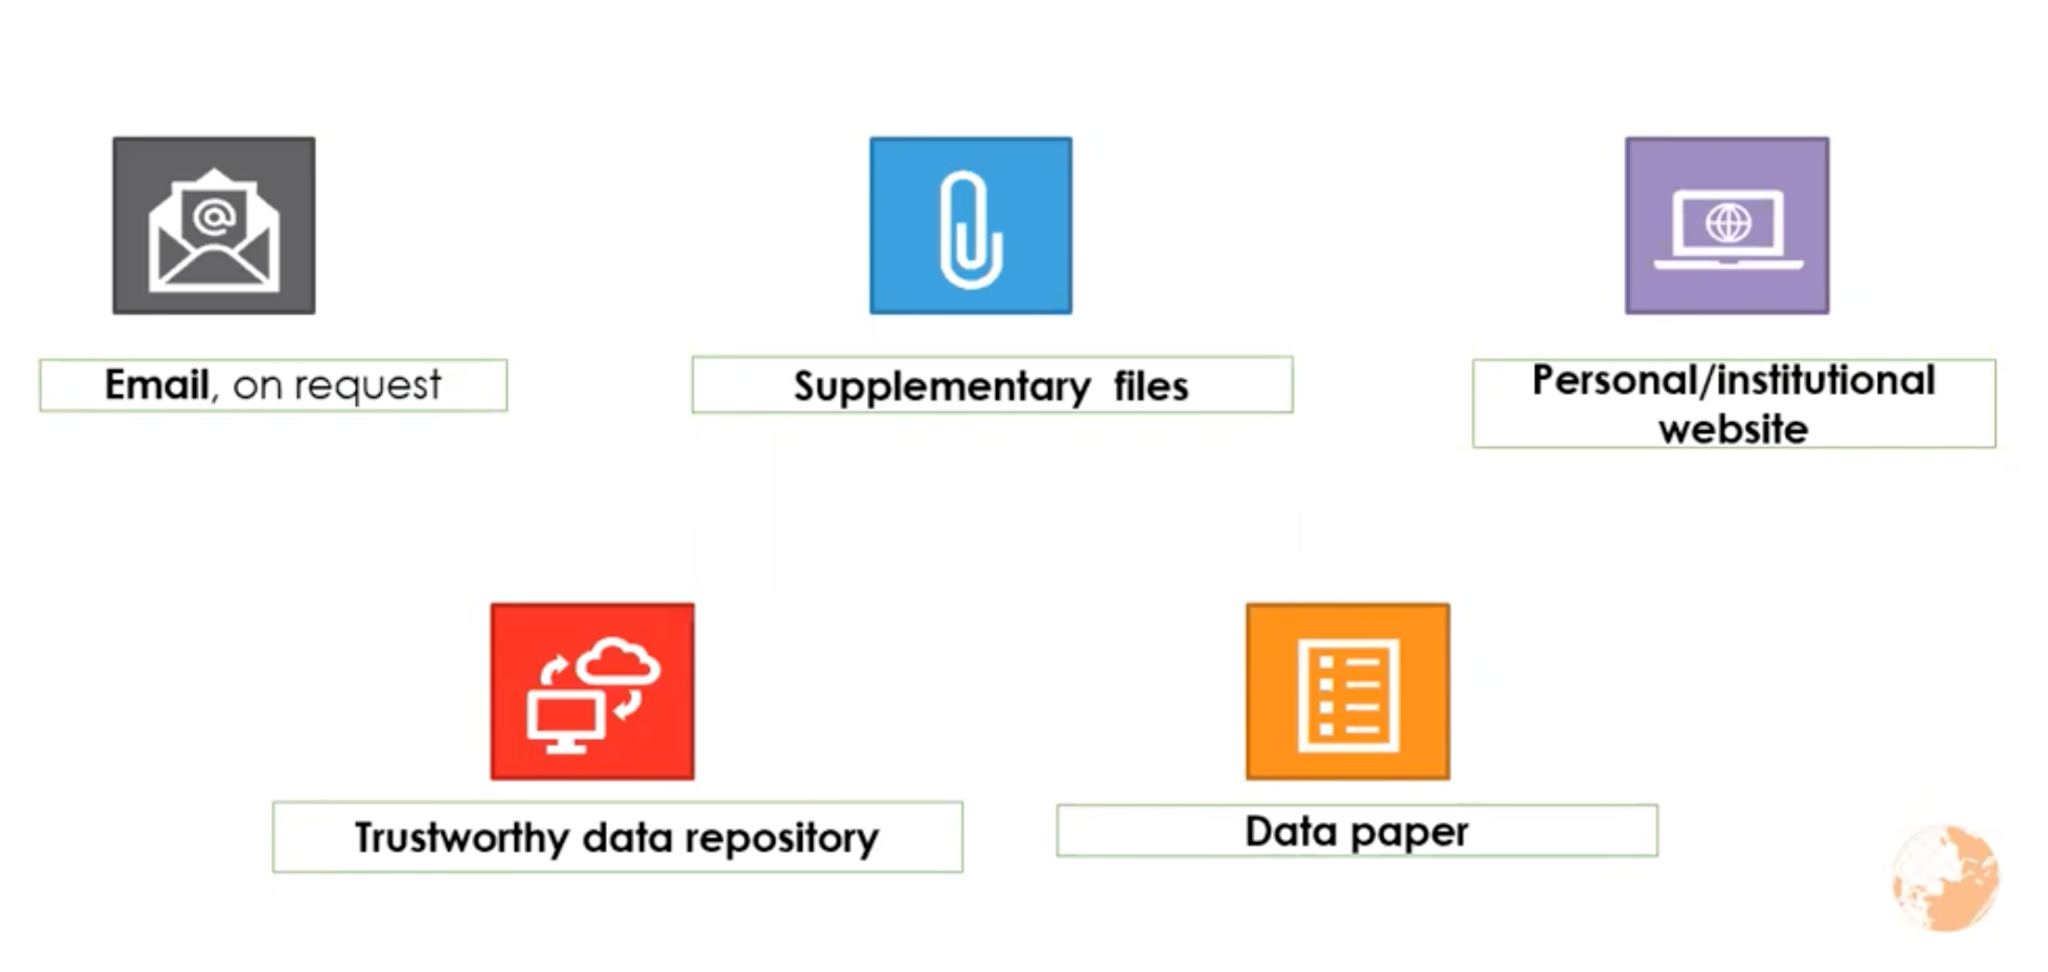 Email, on request
Supplementary files
Personal/institutional
website
Trustworthy data repository
Data paper